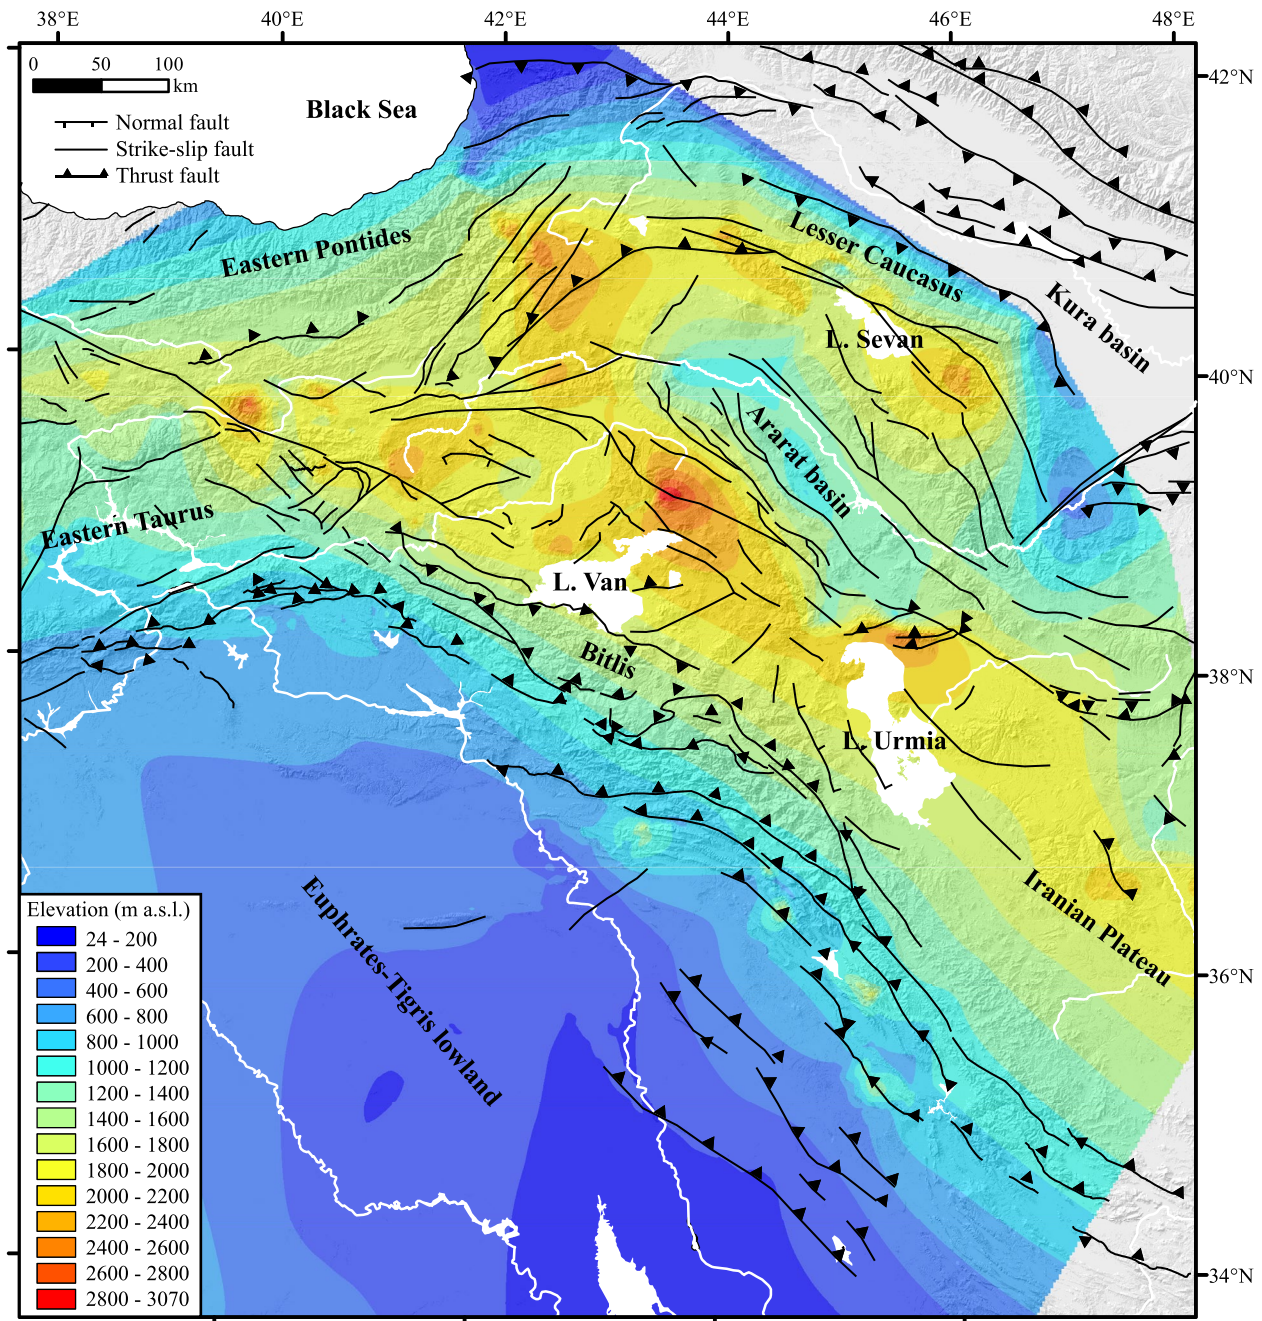 38°E 40°E 42°E 44°E 46°E 48°E
0 50 100
km
Normal fault
Strike-slip fault
Thrust fault
Black Sea
42°N
Eastern Pontides
Lesser Caucasus
Kura basin
L. Sevan
40°N
Ararat basin
Eastern Taurus
L. Van
Bitlis
38°N
L. Urmia
Iranian Plateau
Euphrates-Tigris lowland
36°N
34°N
Elevation (m a.s.l.)
24 - 200
200 - 400
400 - 600
600 - 800
800 - 1000
1000 - 1200
1200 - 1400
1400 - 1600
1600 - 1800
1800 - 2000
2000 - 2200
2200 - 2400
2400 - 2600
2600 - 2800
2800 - 3070